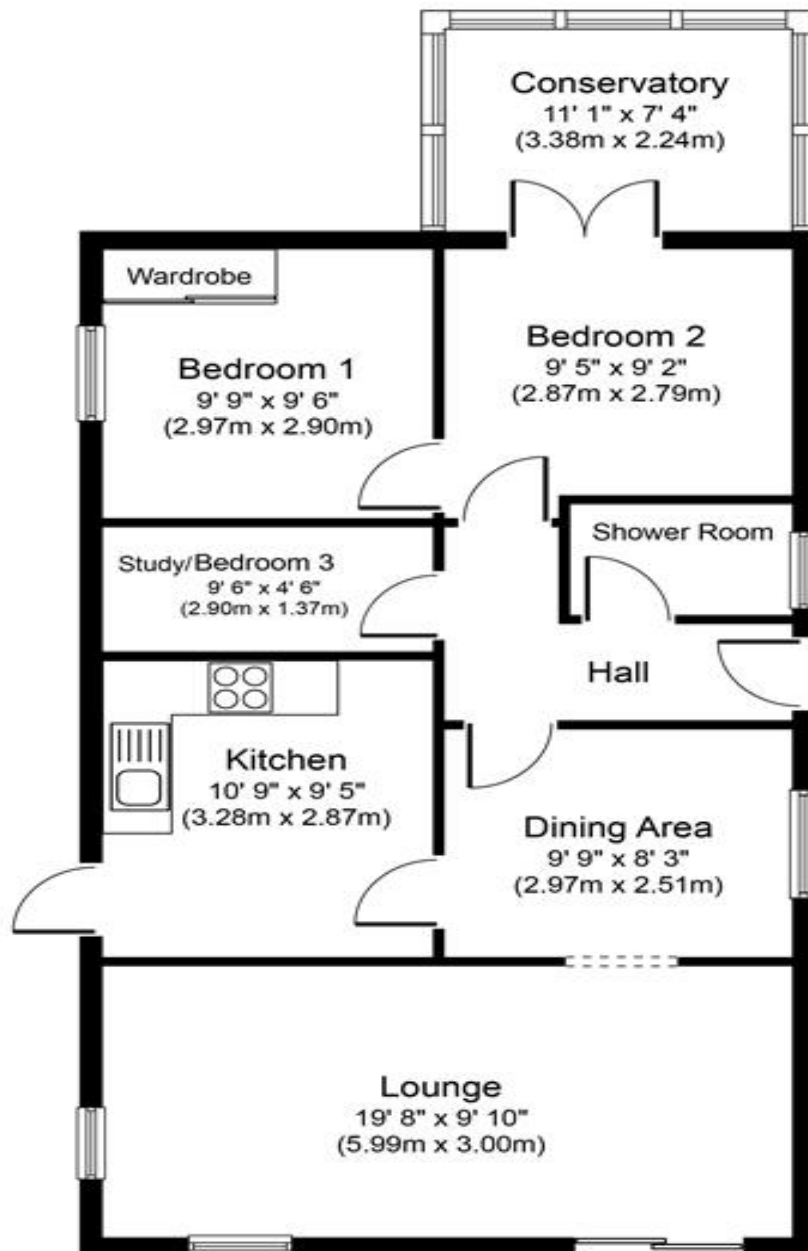 Conservatory
11' 1" x 7' 4"
(3.38m x 2.24m)
Wardrobe
Bedroom 1
9' 9" x 9' 6"
(2.97m x 2.90m)
Bedroom 2
9' 5" x 9' 2"
(2.87m x 2.79m)
Shower Room
Study/Bedroom 3
9' 6" x 4' 6"
(2.90m x 1.37m)
Hall
Kitchen
10' 9" x 9' 5"
(3.28m x 2.87m)
Dining Area
9' 9" x 8' 3"
(2.97m x 2.51m)
Lounge
19' 8" x 9' 10"
(5.99m x 3.00m)